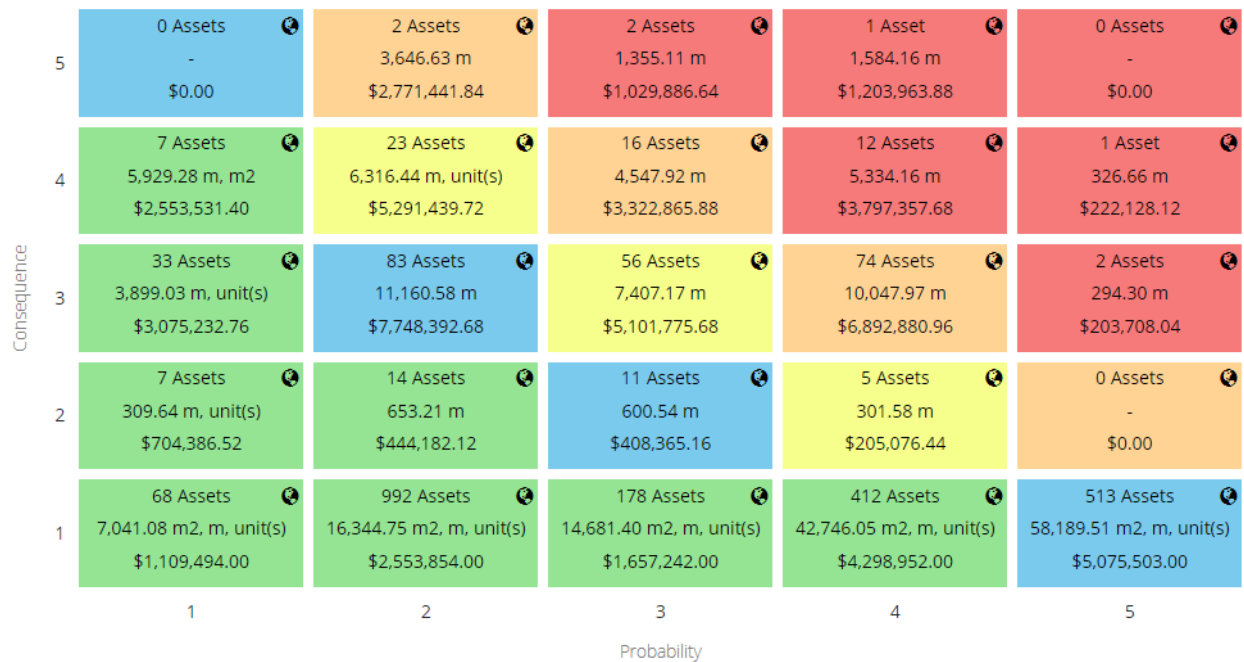 0 Assets
-
$0.00
2 Assets
3,646.63 m
$2,771,441.84
2 Assets
1,355.11 m
$1,029,886.64
1 Asset
1,584.16 m
$1,203,963.88
0 Assets
-
$0.00
5
7 Assets
5,929.28 m, m2
$2,553,531.40
23 Assets
6,316.44 m, unit(s)
$5,291,439.72
16 Assets
4,547.92 m
$3,322,865.88
12 Assets
5,334.16 m
$3,797,357.68
1 Asset
326.66 m
$222,128.12
4
Consequence
33 Assets
3,899.03 m, unit(s)
$3,075,232.76
83 Assets
11,160.58 m
$7,748,392.68
56 Assets
7,407.17 m
$5,101,775.68
74 Assets
10,047.97 m
$6,892,880.96
2 Assets
294.30 m
$203,708.04
3
7 Assets
309.64 m, unit(s)
$704,386.52
14 Assets
653.21 m
$444,182.12
11 Assets
600.54 m
$408,365.16
5 Assets
301.58 m
$205,076.44
0 Assets
-
$0.00
2
68 Assets
7,041.08 m2, m, unit(s)
$1,109,494.00
992 Assets
16,344.75 m2, m, unit(s)
$2,553,854.00
178 Assets
14,681.40 m2, m, unit(s)
$1,657,242.00
412 Assets
42,746.05 m2, m, unit(s)
$4,298,952.00
513 Assets
58,189.51 m2, m, unit(s)
$5,075,503.00
1
1
2
3
4
5
Probability